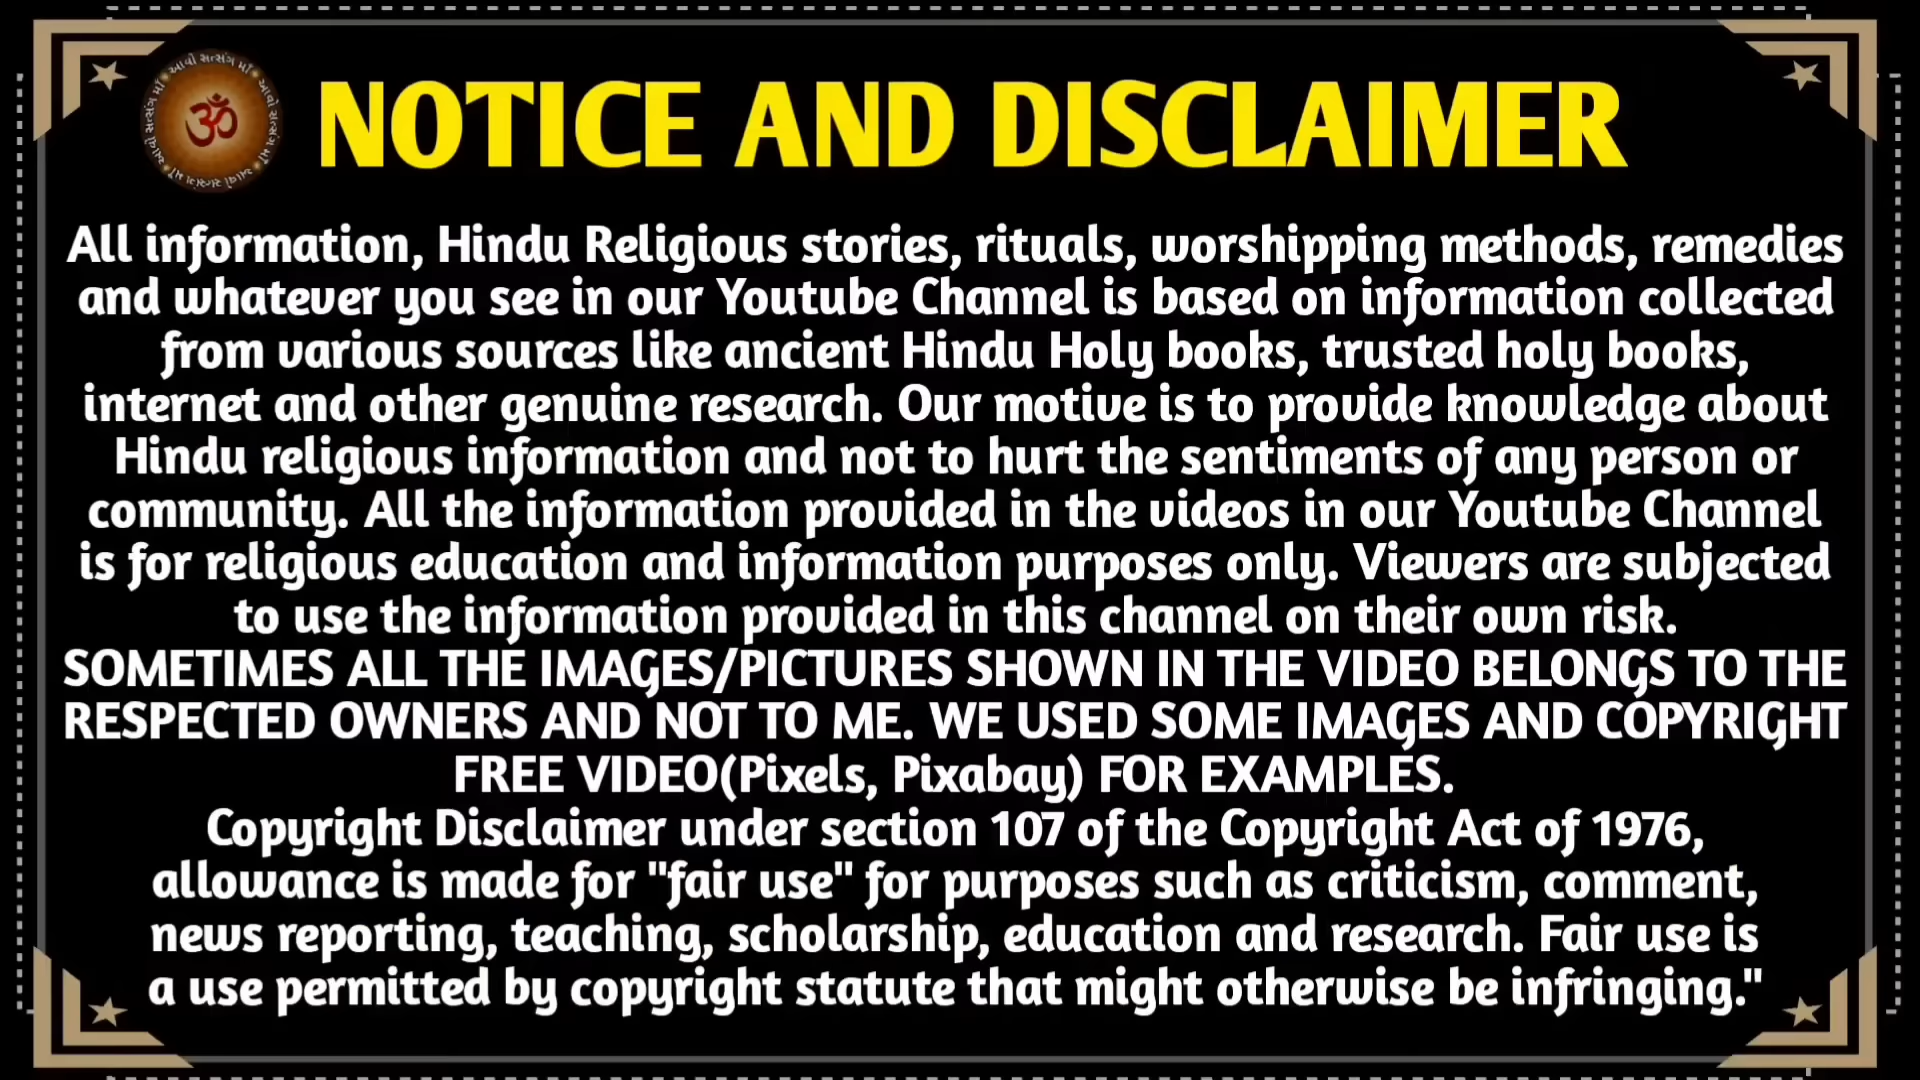 આવો સત્સંગ માઁ આવો સત્સંગ માઁ આવો સત્સંગ માઁ આવો સત્સંગ માઁ
ૐ
NOTICE AND DISCLAIMER
All information, Hindu Religious stories, rituals, worshipping methods, remedies
and whatever you see in our Youtube Channel is based on information collected
from various sources like ancient Hindu Holy books, trusted holy books,
internet and other genuine research. Our motive is to provide knowledge about
Hindu religious information and not to hurt the sentiments of any person or
community. All the information provided in the videos in our Youtube Channel
is for religious education and information purposes only. Viewers are subjected
to use the information provided in this channel on their own risk.
SOMETIMES ALL THE IMAGES/PICTURES SHOWN IN THE VIDEO BELONGS TO THE
RESPECTED OWNERS AND NOT TO ME. WE USED SOME IMAGES AND COPYRIGHT
FREE VIDEO(Pixels, Pixabay) FOR EXAMPLES.
Copyright Disclaimer under section 107 of the Copyright Act of 1976,
allowance is made for "fair use" for purposes such as criticism, comment,
news reporting, teaching, scholarship, education and research. Fair use is
a use permitted by copyright statute that might otherwise be infringing."